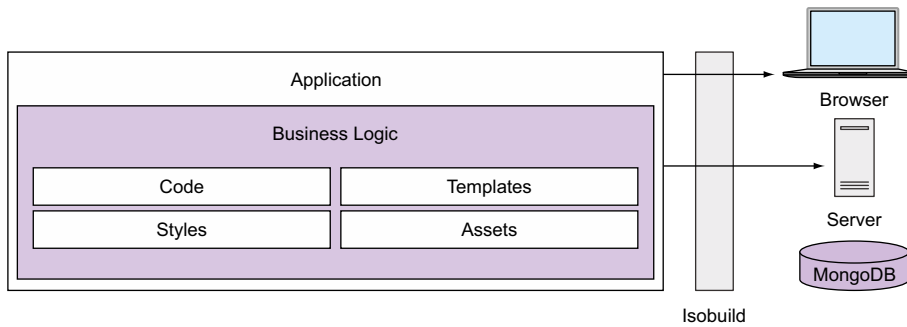 Application
Business Logic
Code
Templates
Styles
Assets
Browser
Server
MongoDB
Isobuild